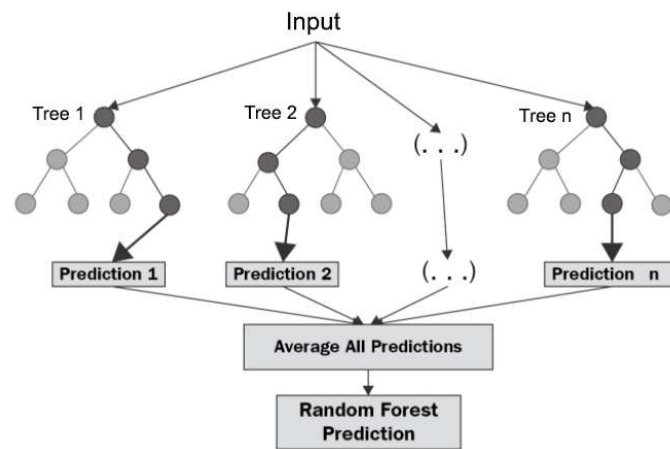 Input
Tree 1
Tree 2
Tree n
(. . .)
Prediction 1
Prediction 2
(. . .)
Prediction n
Average All Predictions
Random Forest
Prediction